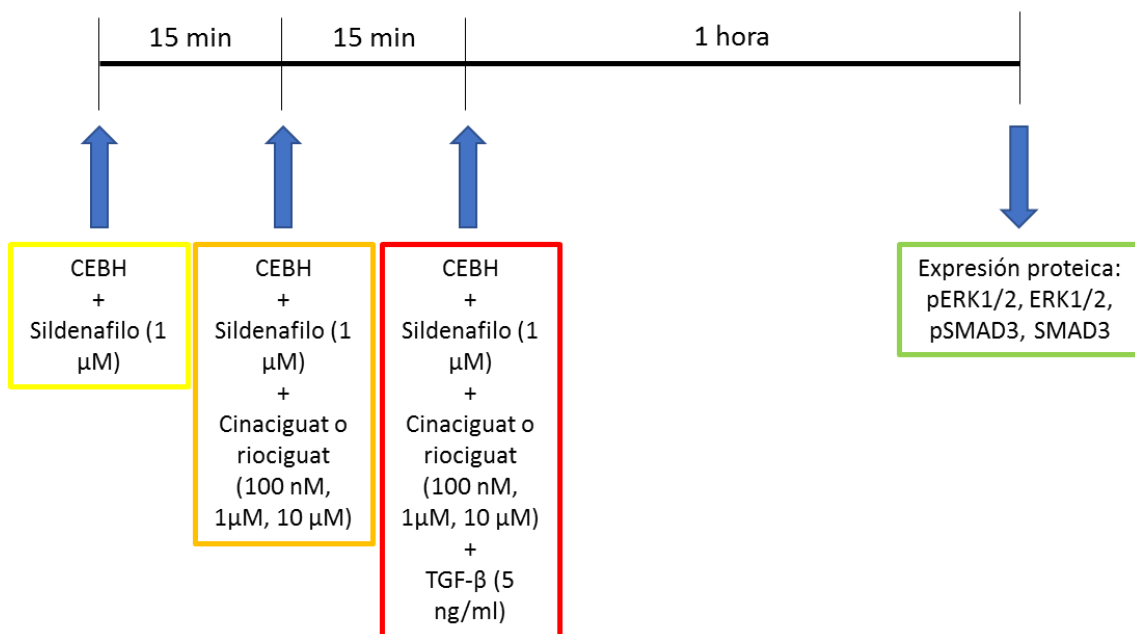 15 min
15 min
1 hora
CEBH
+
Sildenafilo (1
µM)
CEBH
+
Sildenafilo (1
µM)
+
Cinaciguat o
riociguat
(100 nM,
1µM, 10 µM)
CEBH
+
Sildenafilo (1
µM)
+
Cinaciguat o
riociguat
(100 nM,
1µM, 10 µM)
+
TGF-β (5
ng/ml)
Expresión proteica:
pERK1/2, ERK1/2,
pSMAD3, SMAD3